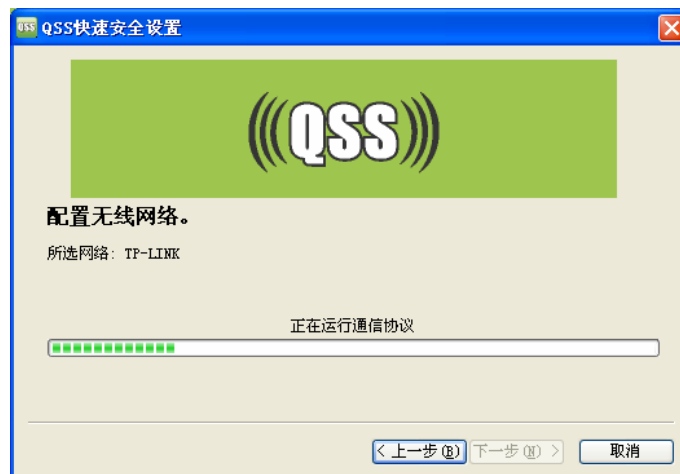 QSS QSS快速安全设置
QSS
配置无线网络。
所选网络: TP-LINK
正在运行通信协议
< 上一步(B) 下一步(N) > 取消